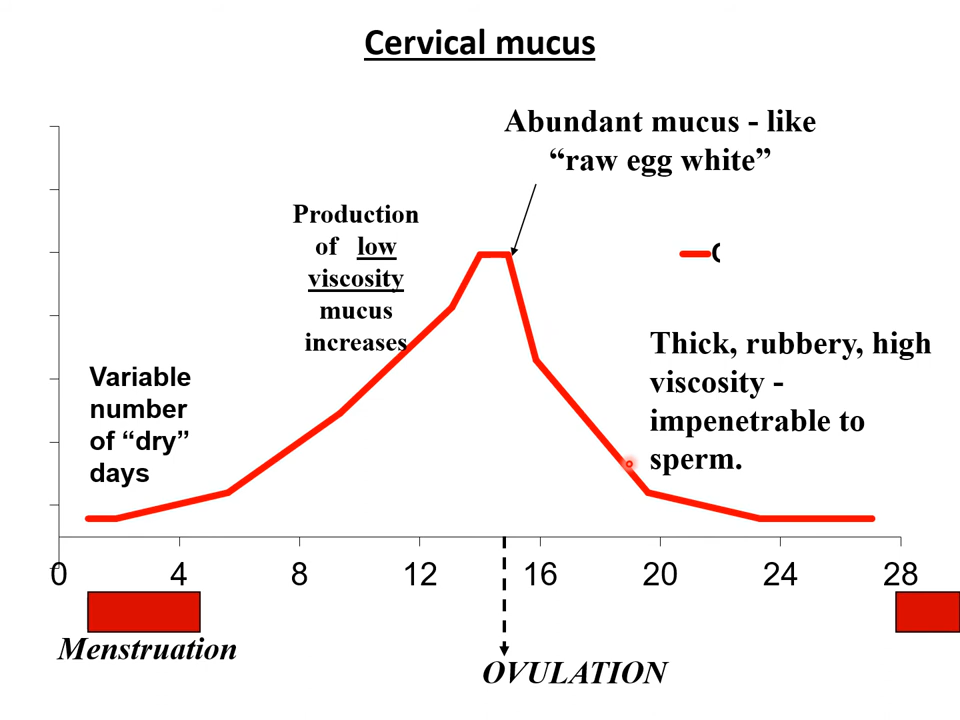 Cervical mucus
Abundant mucus - like
“raw egg white”
Production
of low
viscosity
mucus
increases
Thick, rubbery, high
viscosity -
impenetrable to
sperm.
Variable
number
of “dry”
days
0 4 8 12 16 20 24 28
Menstruation
OVULATION